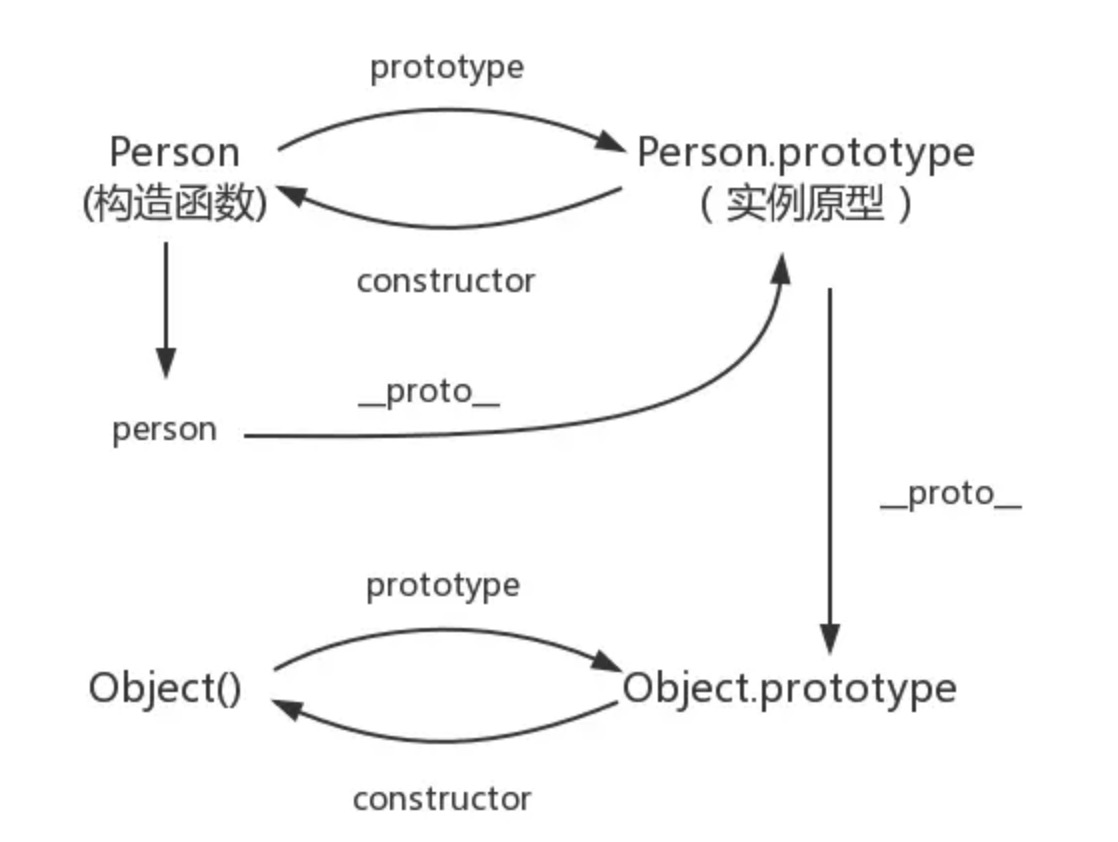 prototype
Person
Person.prototype
(构造函数)
（实例原型）
constructor
__proto__
person
__proto__
prototype
Object()
Object.prototype
constructor